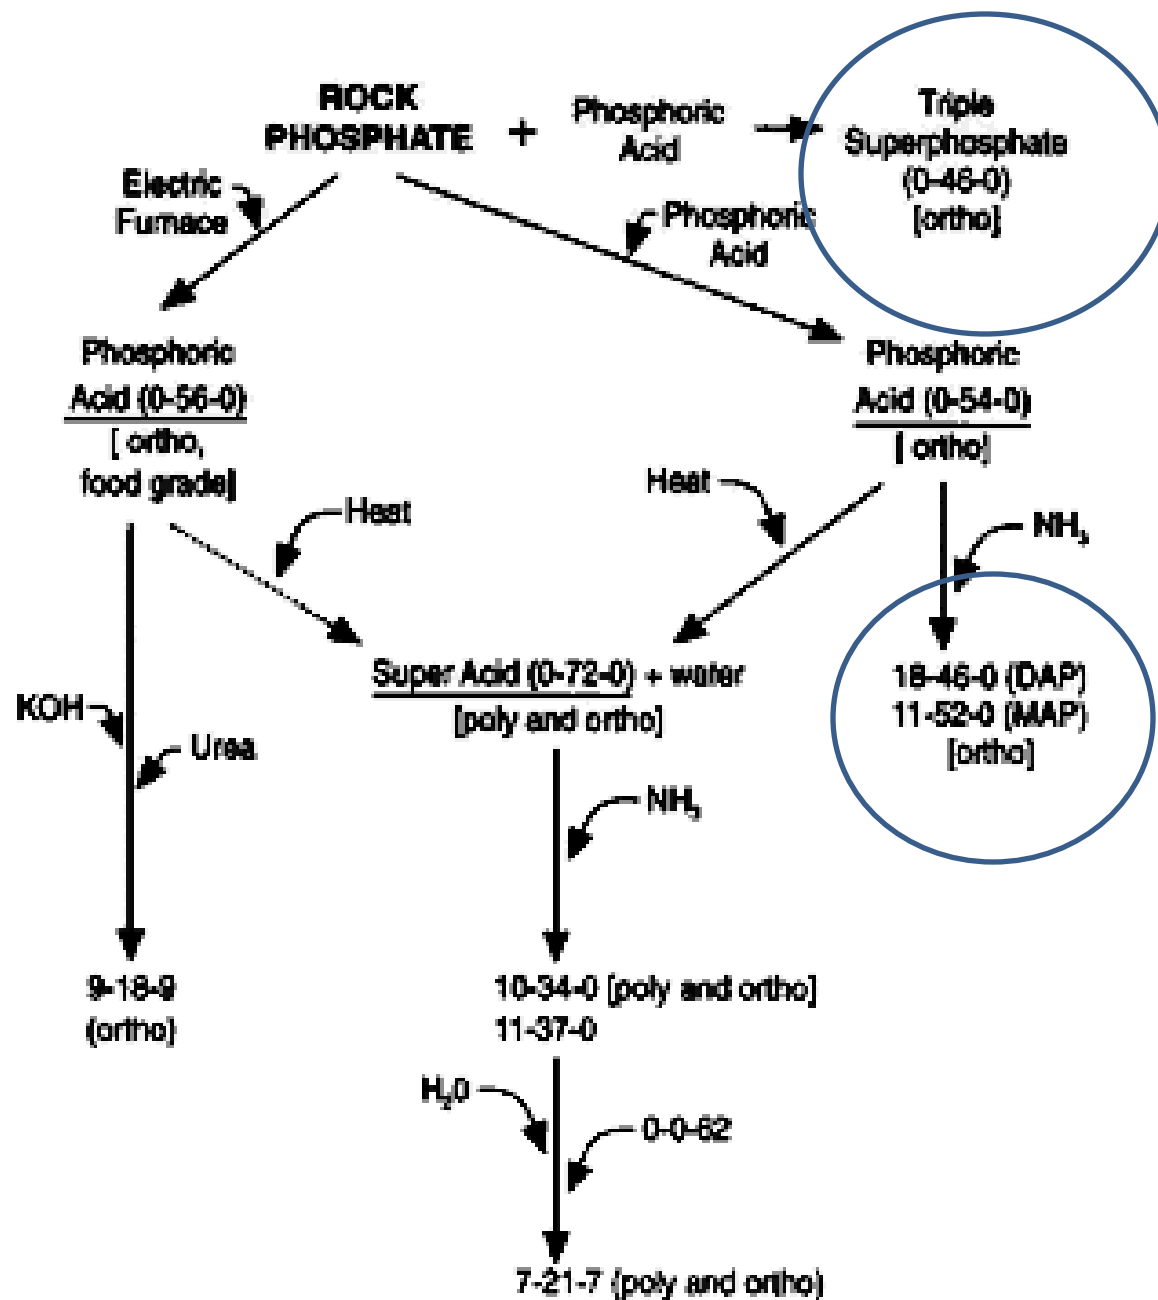 ROCK
PHOSPHATE
+
Phosphoric
Acid
Triple
Superphosphate
(0-46-0)
[ortho]
Electric
Furnace
Phosphoric
Acid
Phosphoric
Acid (0-56-0)
[ ortho,
food grade]
Phosphoric
Acid (0-54-0)
[ ortho]
Heat
Heat
NH₃
Super Acid (0-72-0) + water
[poly and ortho]
18-46-0 (DAP)
11-52-0 (MAP)
[ortho]
KOH
Urea
NH₃
9-18-9
(ortho]
10-34-0 [poly and ortho]
11-37-0
H₂0
0-0-62
7-21-7 (poly and ortho)